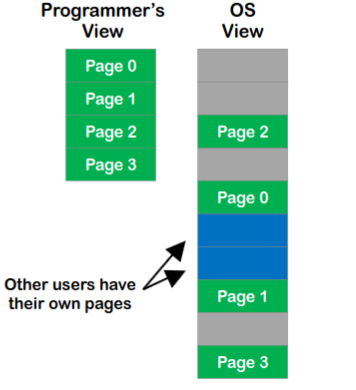 Programmer's
View
Page 0
Page 1
Page 2
Page 3
OS
View
Page 2
Page 0
Page 1
Page 3
Other users have
their own pages